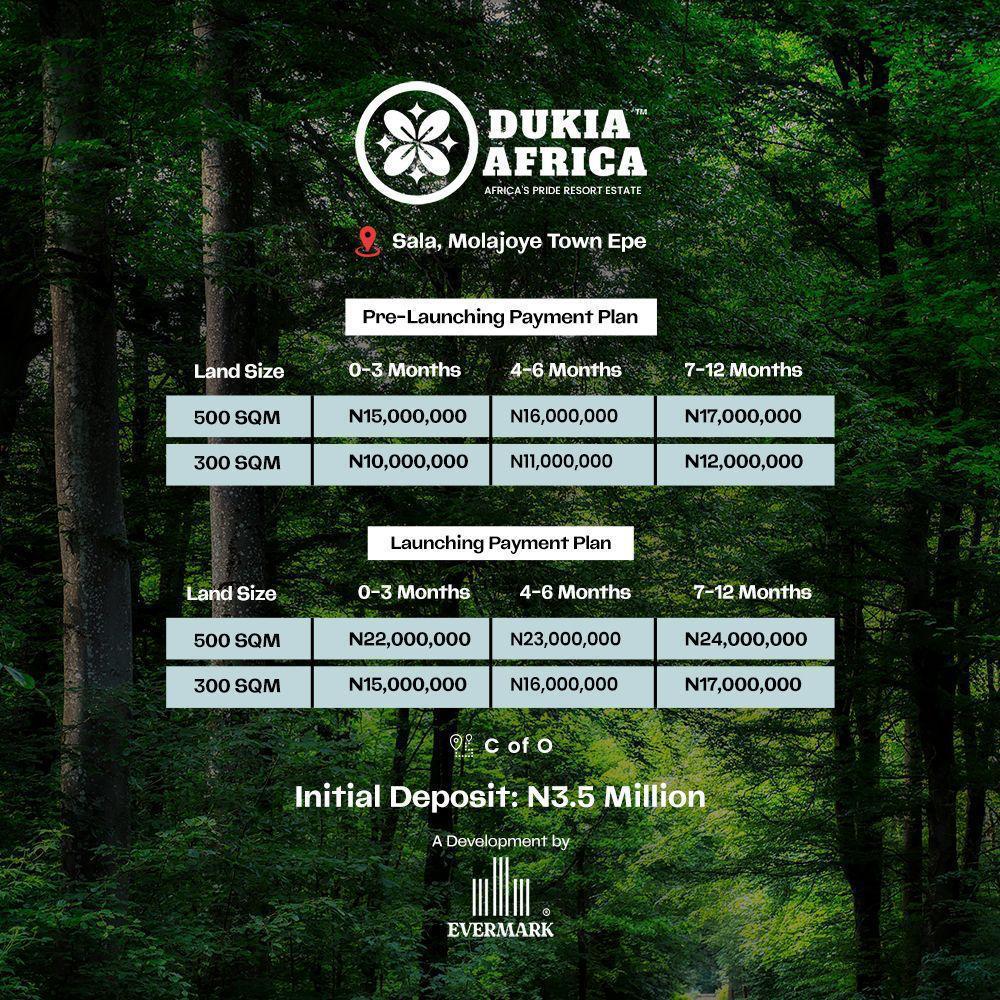 DUKIA ™
AFRICA
AFRICA'S PRIDE RESORT ESTATE
Sala, Molajoye Town Epe
Pre-Launching Payment Plan
Land Size 0-3 Months 4-6 Months 7-12 Months
500 SQM N15,000,000 N16,000,000 N17,000,000
300 SQM N10,000,000 N11,000,000 N12,000,000
Launching Payment Plan
Land Size 0-3 Months 4-6 Months 7-12 Months
500 SQM N22,000,000 N23,000,000 N24,000,000
300 SQM N15,000,000 N16,000,000 N17,000,000
C of O
Initial Deposit: N3.5 Million
A Development by
EVERMARK ®